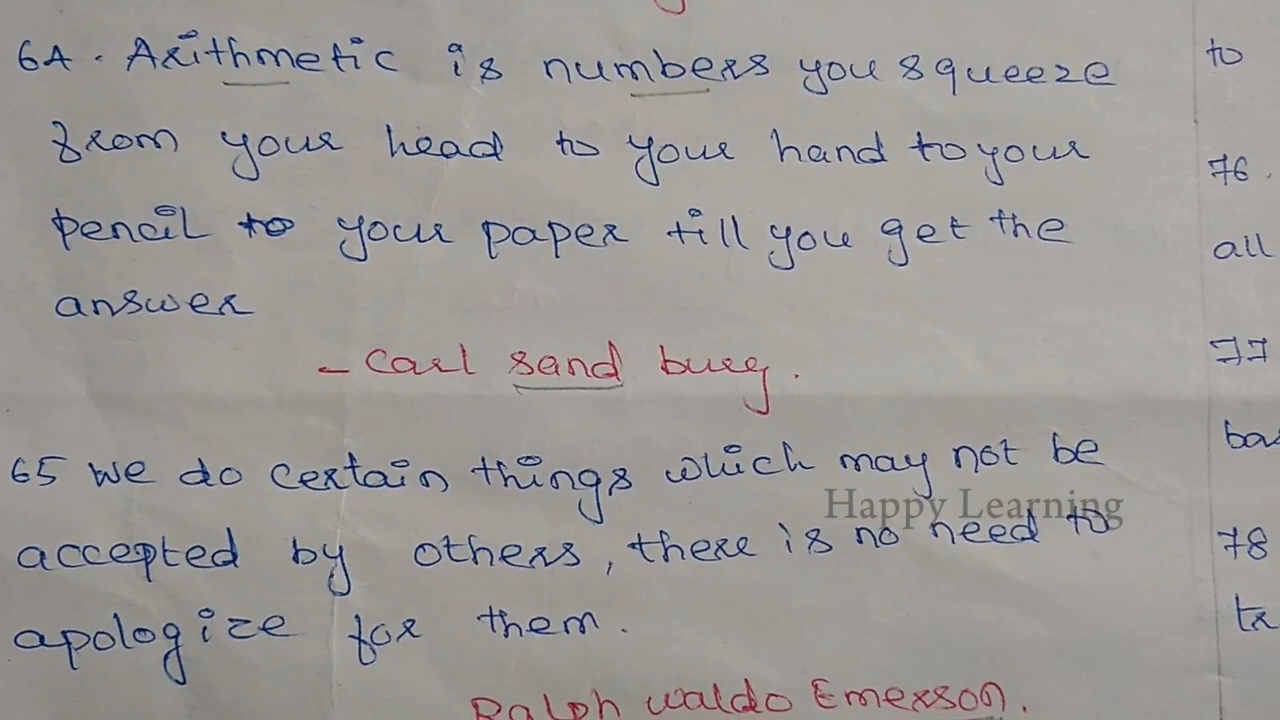 64. Arithmetic is numbers you squeeze
from your head to your hand to your
pencil to your paper till you get the
answer
- Carl sand burg.
65 we do certain things which may not be
Happy Learning
accepted by others, there is no need to
apologize for them.
Ralph waldo Emerson.
to
76.
all
77
78